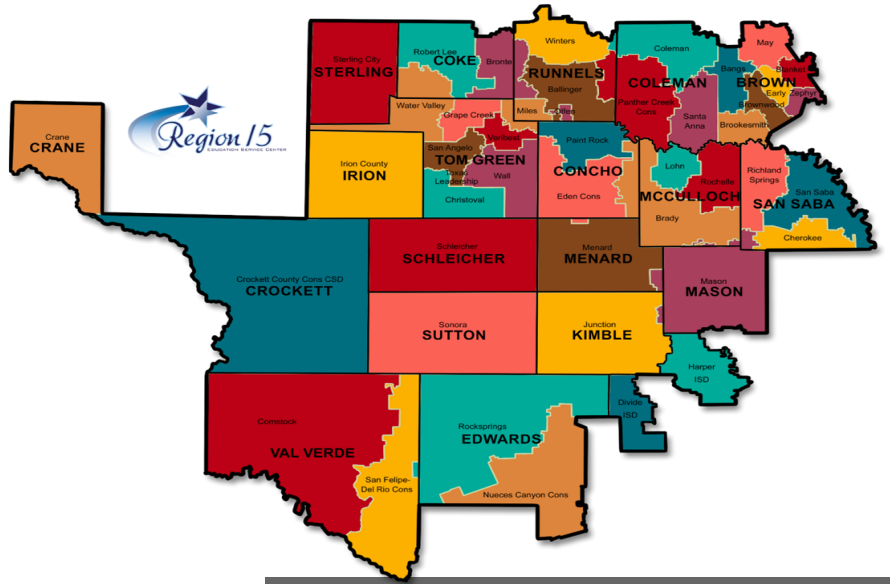 Region 15
EDUCATION SERVICE CENTER
Crane
CRANE
Sterling City
STERLING
Robert Lee
COKE
Bronte
Water Valley
Winters
RUNNELS
Ballinger
Miles
Olfen
Coleman
COLEMAN
Panther Creek
Cons
Santa
Anna
May
Bangs
Blanket
BROWN
Early
Zephyr
Brownwood
Brookesmith
Irion County
IRION
Grape Creek
Veribest
San Angelo
TOM GREEN
Texas
Leadership
Wall
Christoval
Paint Rock
CONCHO
Eden Cons
Lohn
Rochelle
MCCULLOCH
Brady
Richland
Springs
San Saba
SAN SABA
Cherokee
Crockett County Cons CSD
CROCKETT
Schleicher
SCHLEICHER
Menard
MENARD
Mason
MASON
Sonora
SUTTON
Junction
KIMBLE
Harper
ISD
Divide
ISD
Comstock
VAL VERDE
San Felipe-
Del Rio Cons
Rocksprings
EDWARDS
Nueces Canyon Cons